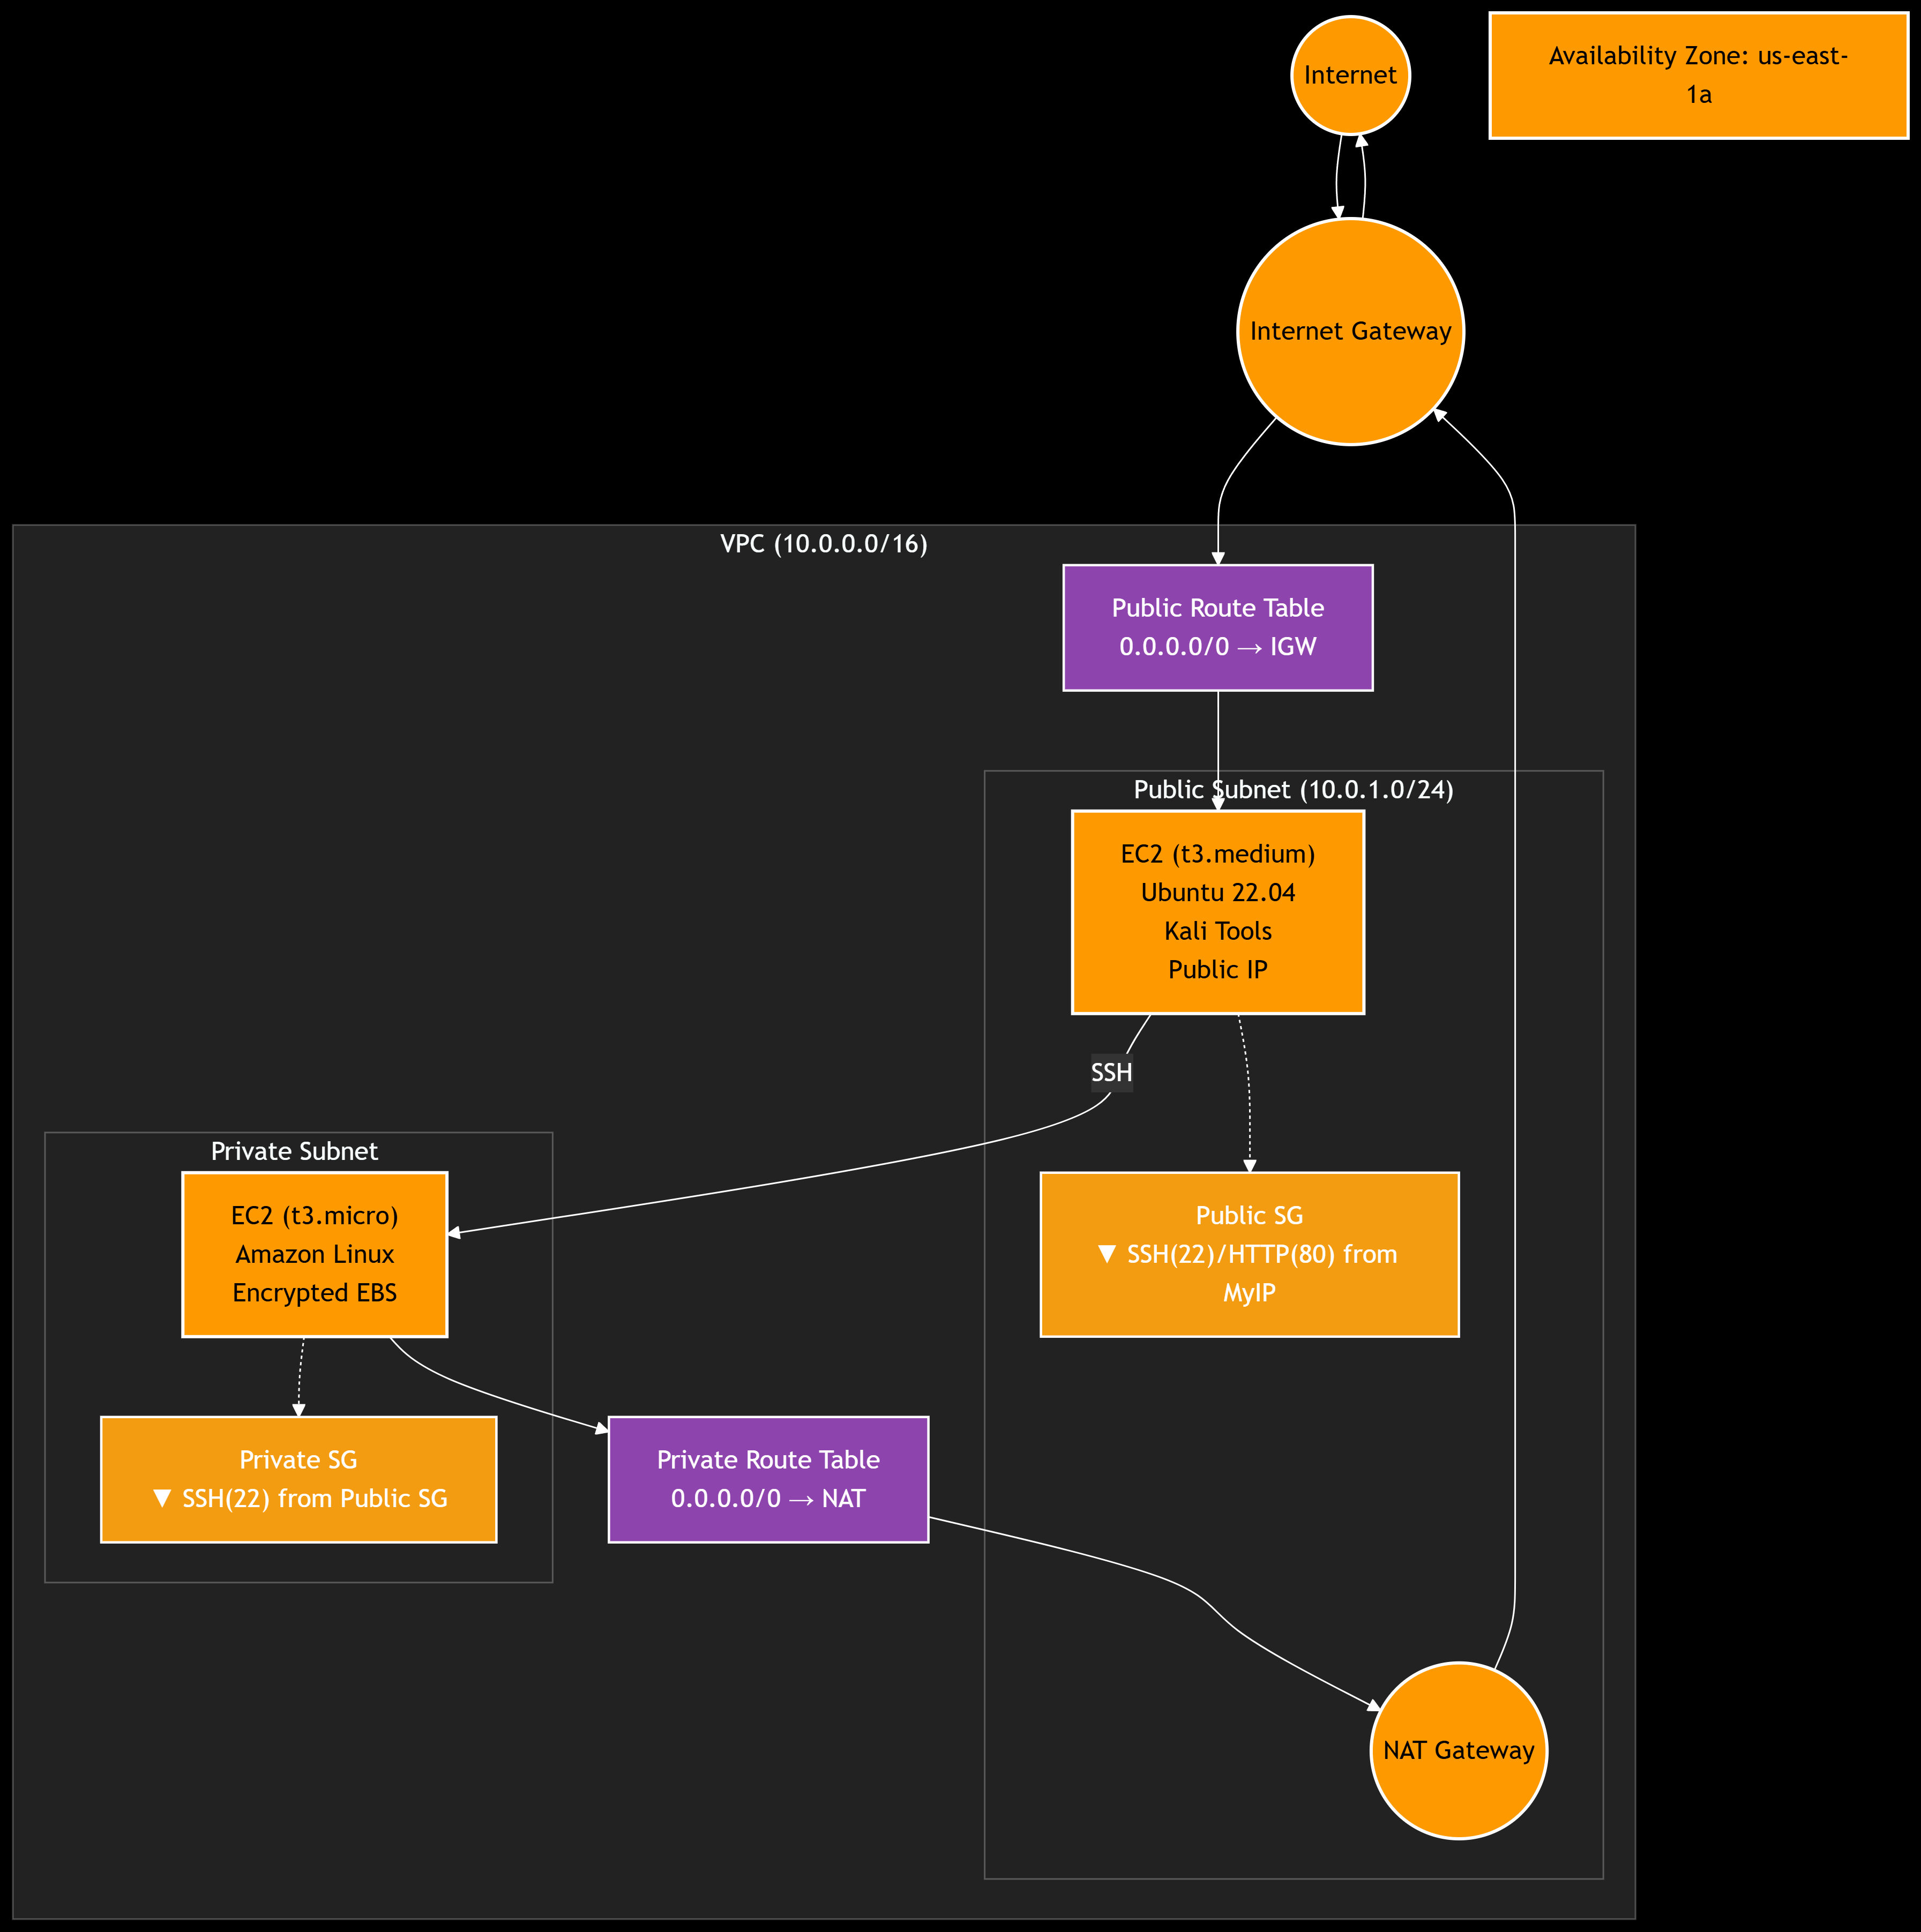 Internet
Availability Zone: us-east-
1a
Internet Gateway
VPC (10.0.0.0/16)
Public Route Table
0.0.0.0/0 → IGW
Public Subnet (10.0.1.0/24)
EC2 (t3.medium)
Ubuntu 22.04
Kali Tools
Public IP
SSH
Private Subnet
EC2 (t3.micro)
Amazon Linux
Encrypted EBS
Public SG
▼ SSH(22)/HTTP(80) from
MyIP
Private SG
▼ SSH(22) from Public SG
Private Route Table
0.0.0.0/0 → NAT
NAT Gateway